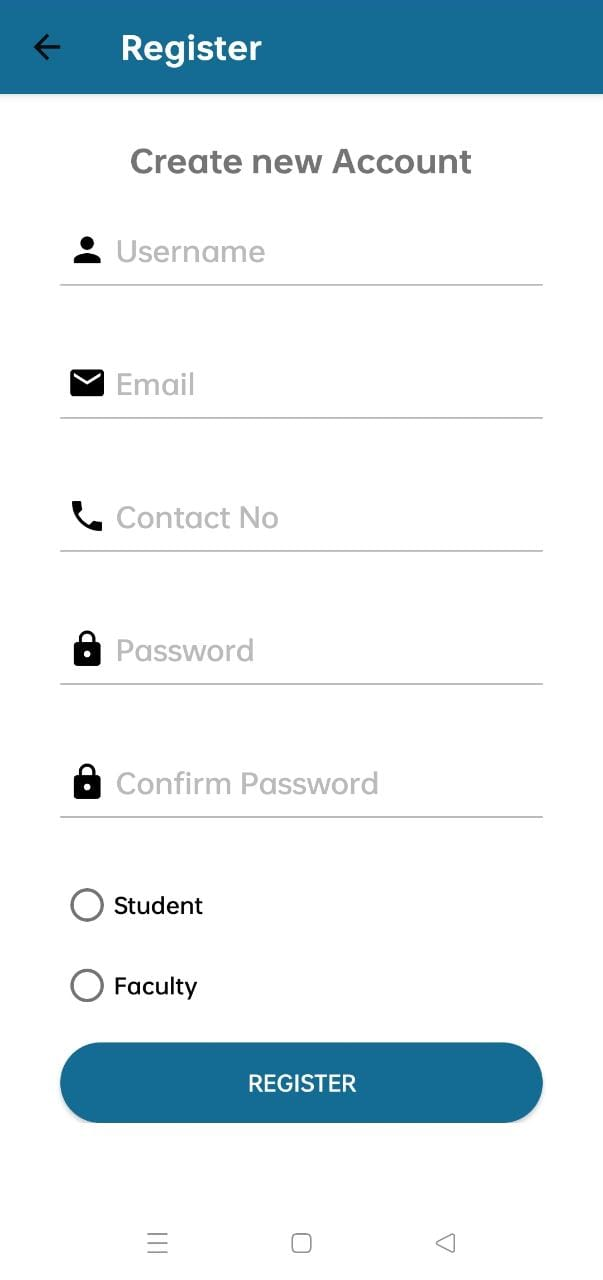 Register
Create new Account
Username
Email
Contact No
Password
Confirm Password
Student
Faculty
REGISTER